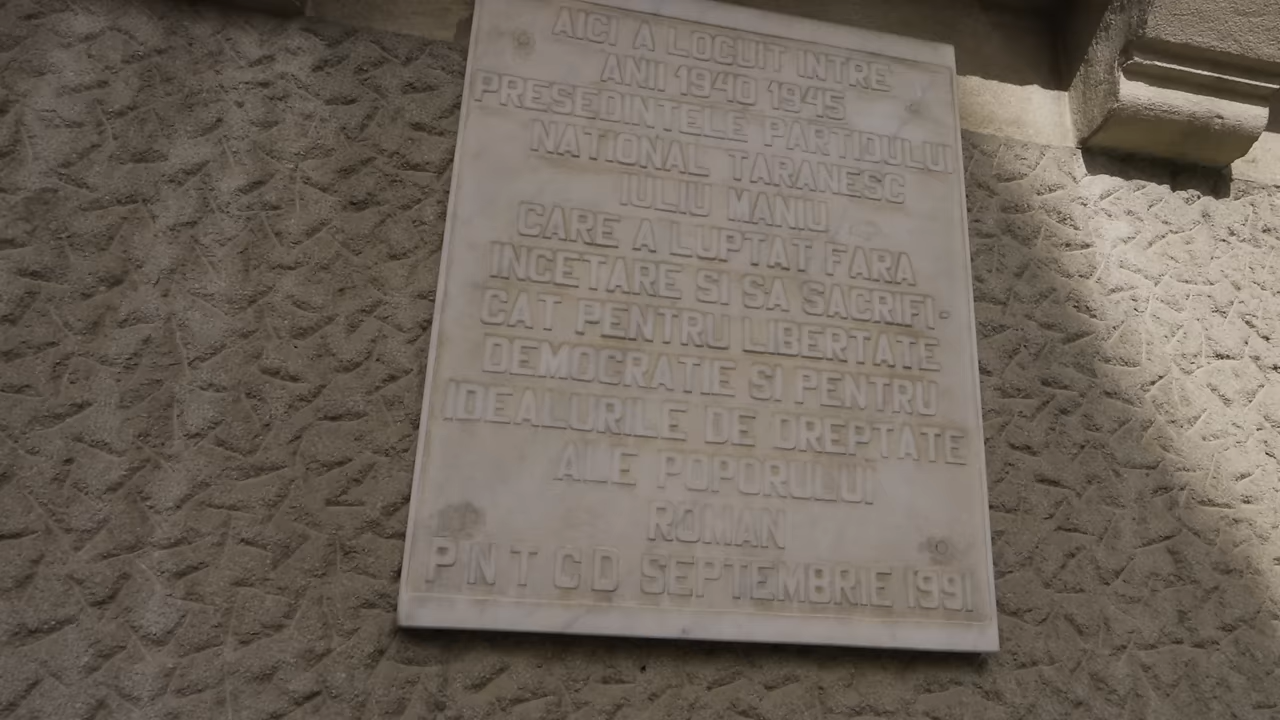 AICI A LOCUIT INTRE
ANII 1940 1945
PRESEDINTELE PARTIDULUI
NATIONAL TARANESC
IULIU MANIU
CARE A LUPTAT FARA
INCETARE SI SA SACRIFI-
CAT PENTRU LIBERTATE
DEMOCRATIE SI PENTRU
IDEALURILE DE DREPTATE
ALE POPORULUI
ROMAN
P N T C D SEPTEMBRIE 1991